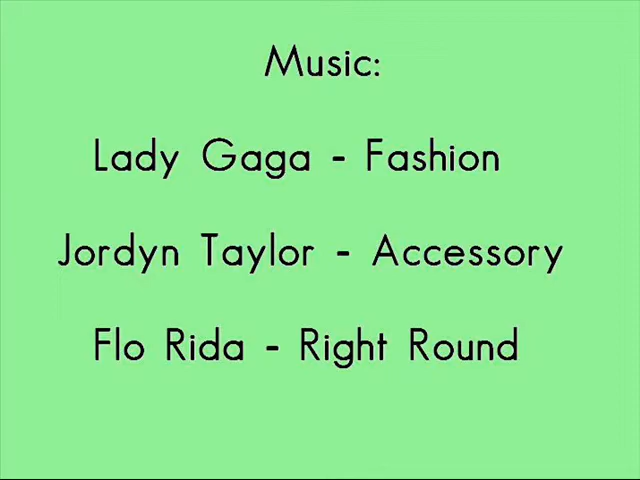 Music:
Lady Gaga - Fashion
Jordyn Taylor - Accessory
Flo Rida - Right Round